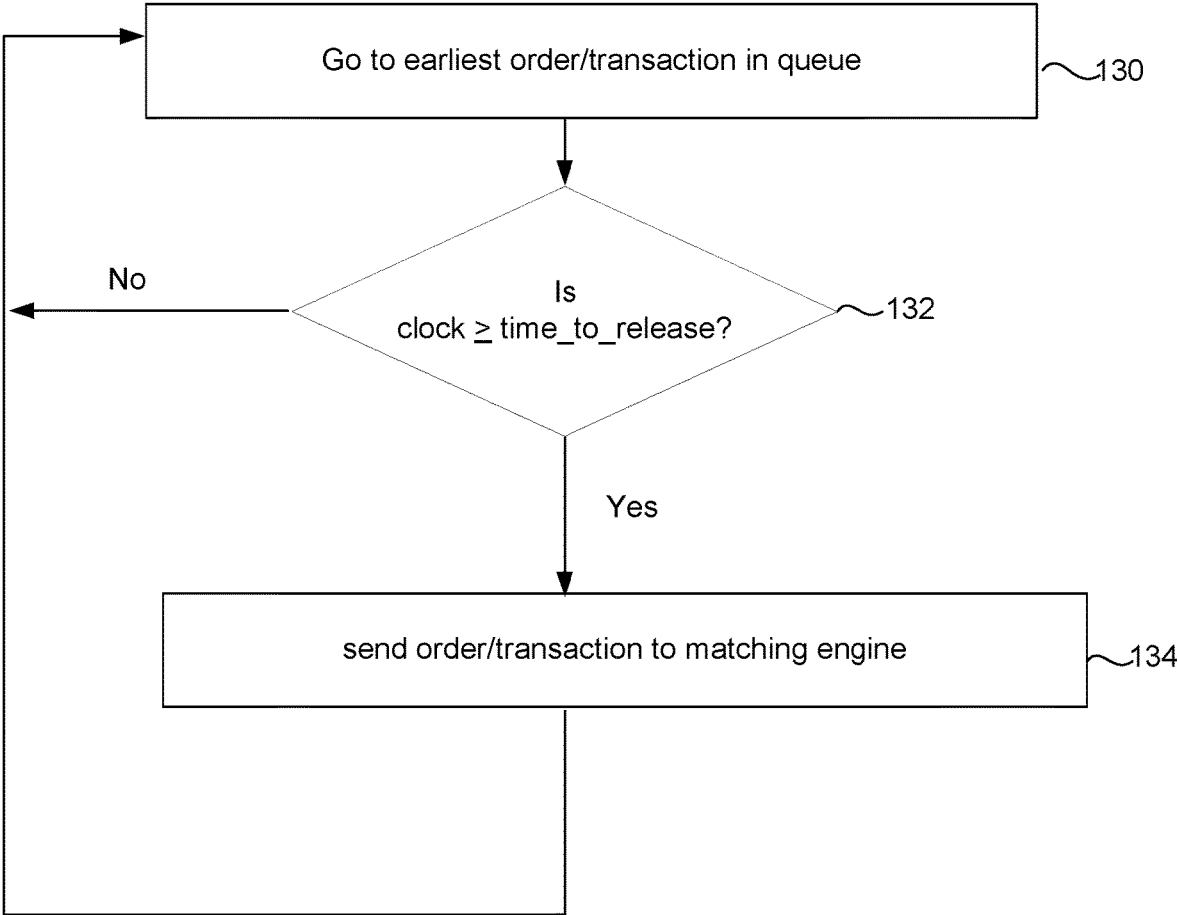 Go to earliest order/transaction in queue
130
No
Is
clock ≥ time_to_release?
132
Yes
send order/transaction to matching engine
134